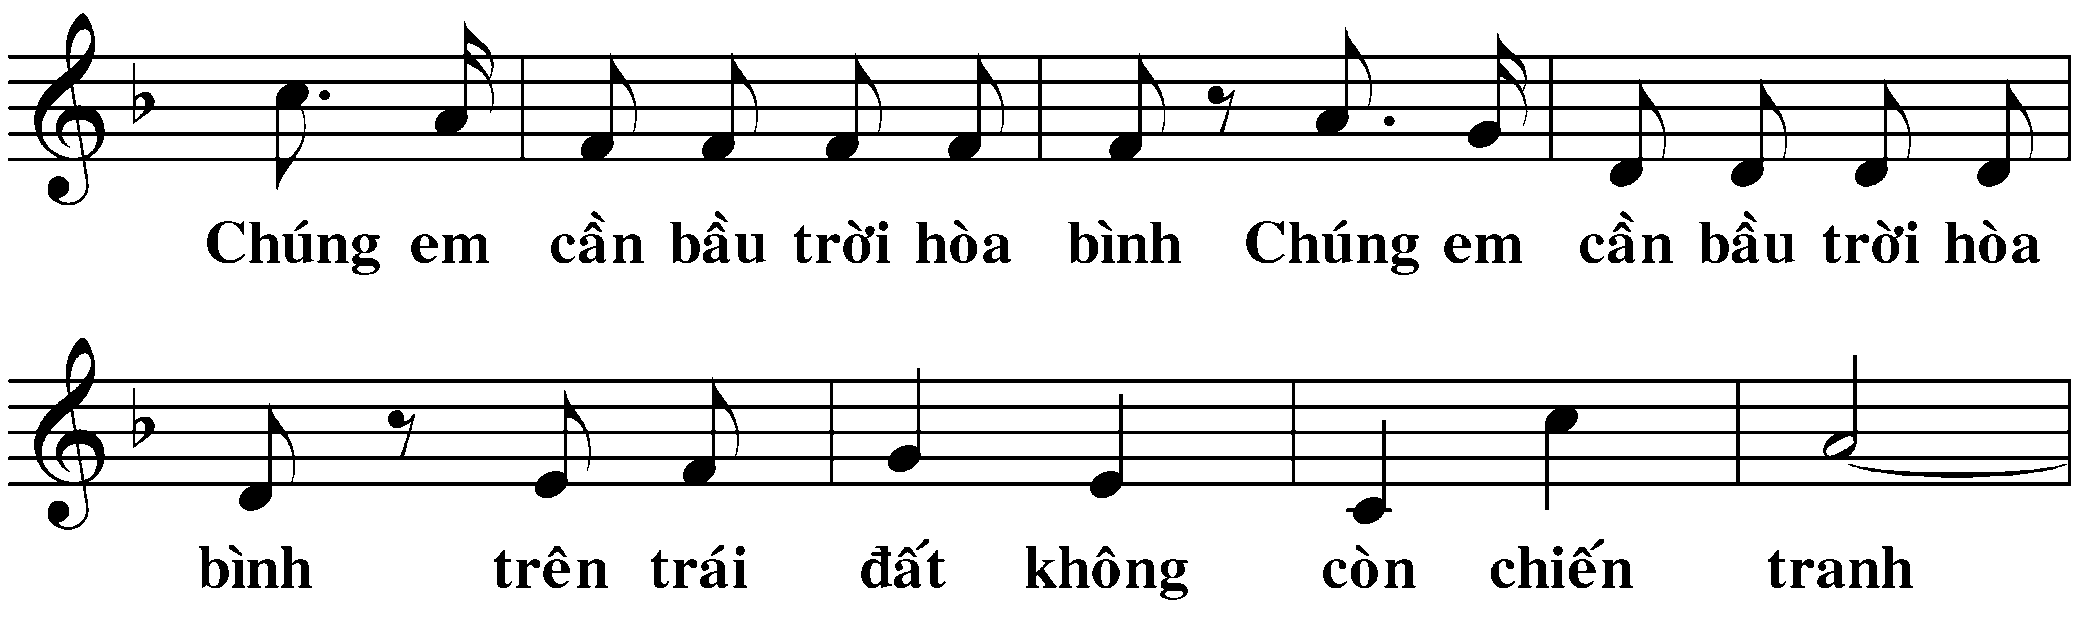 Chúng em cần bầu trời hòa bình Chúng em cần bầu trời hòa
bình trên trái đất không còn chiến tranh